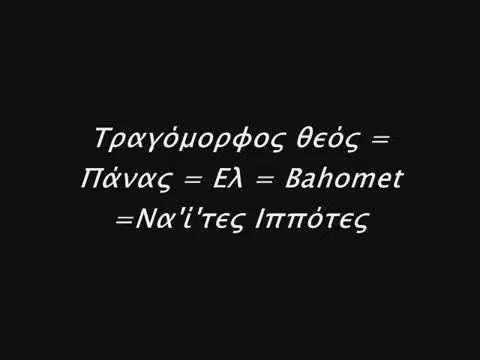 Τραγόμορφος θεός =
Πάνας = Ελ = Bahomet
=Να'ί'τες Ιππότες